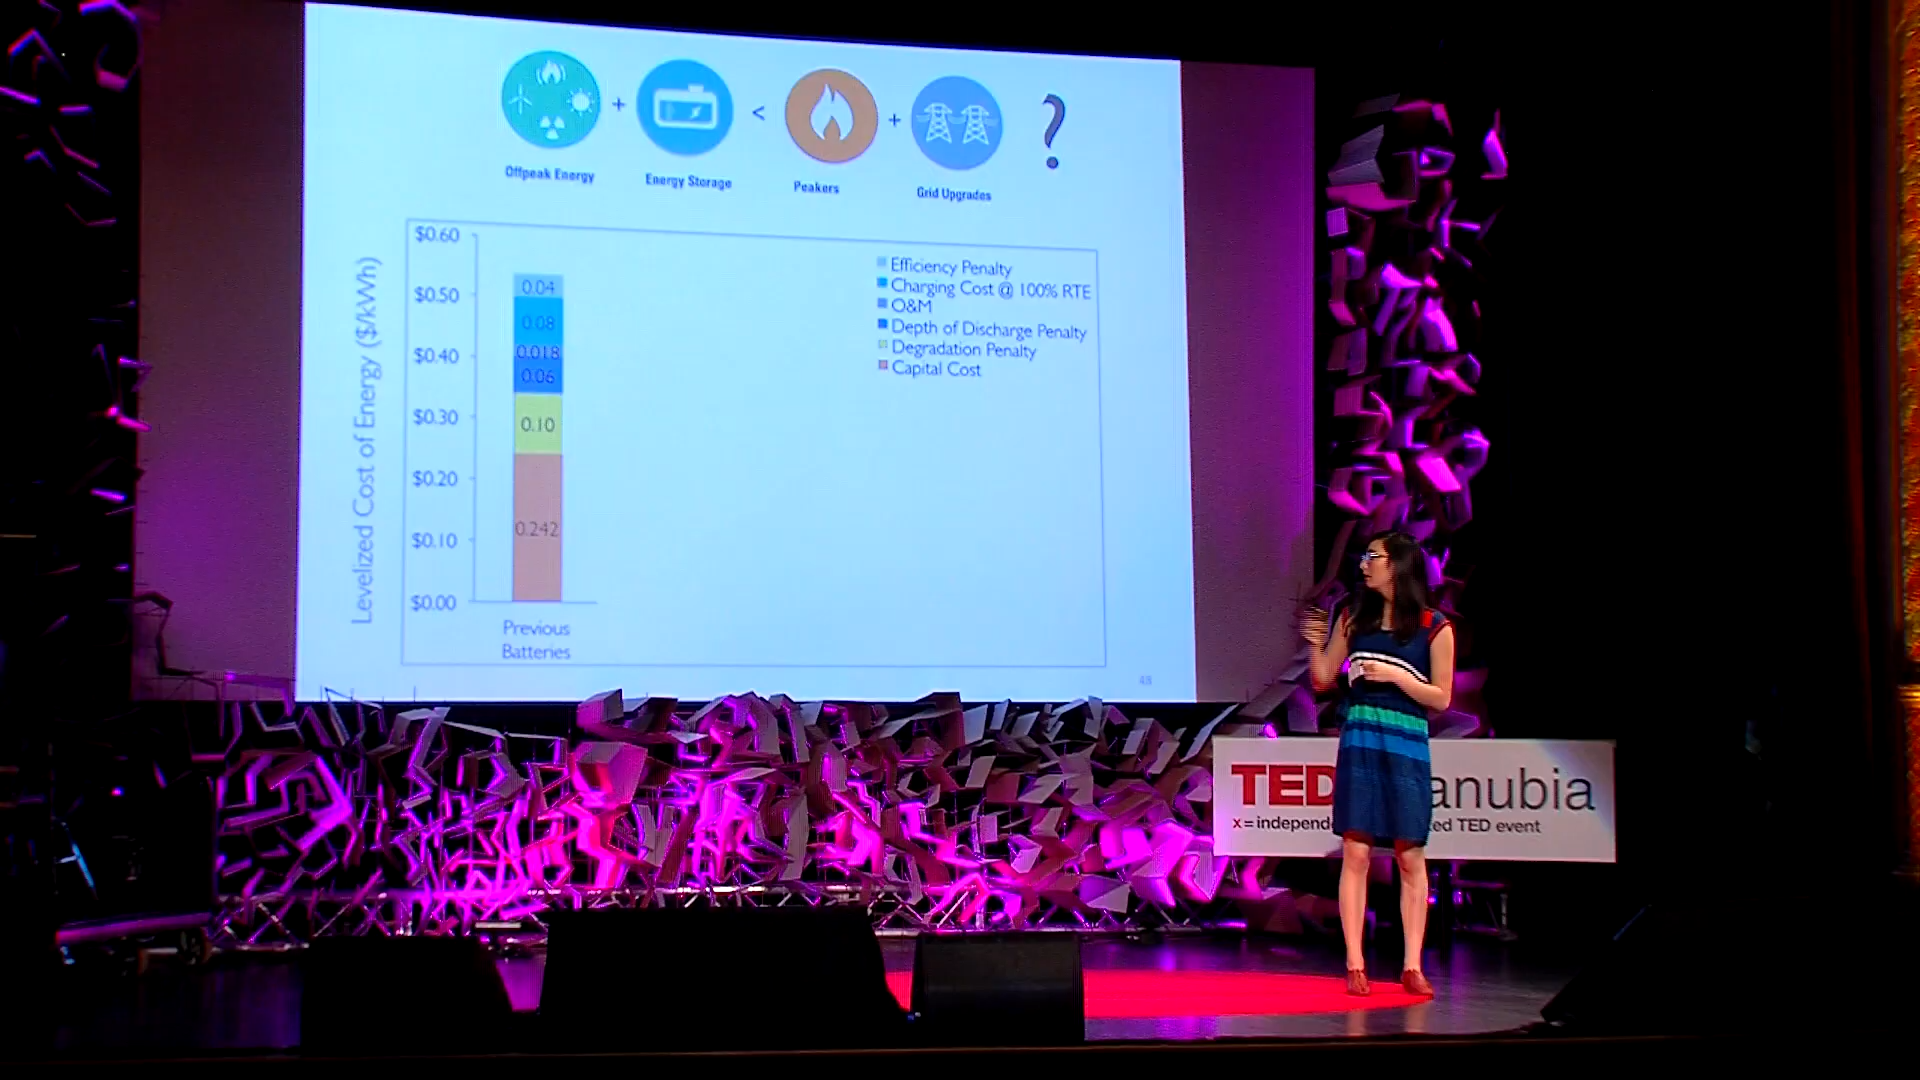 + < + ?
Offpeak Energy
Energy Storage
Peakers
Grid Upgrades
Levelized Cost of Energy ($/kWh)
$0.60
$0.50
$0.40
$0.30
$0.20
$0.10
$0.00
0.04
0.08
0.018
0.06
0.10
0.242
Previous
Batteries
Efficiency Penalty
Charging Cost @ 100% RTE
O&M
Depth of Discharge Penalty
Degradation Penalty
Capital Cost
48
TED anubia
x=independe ed TED event